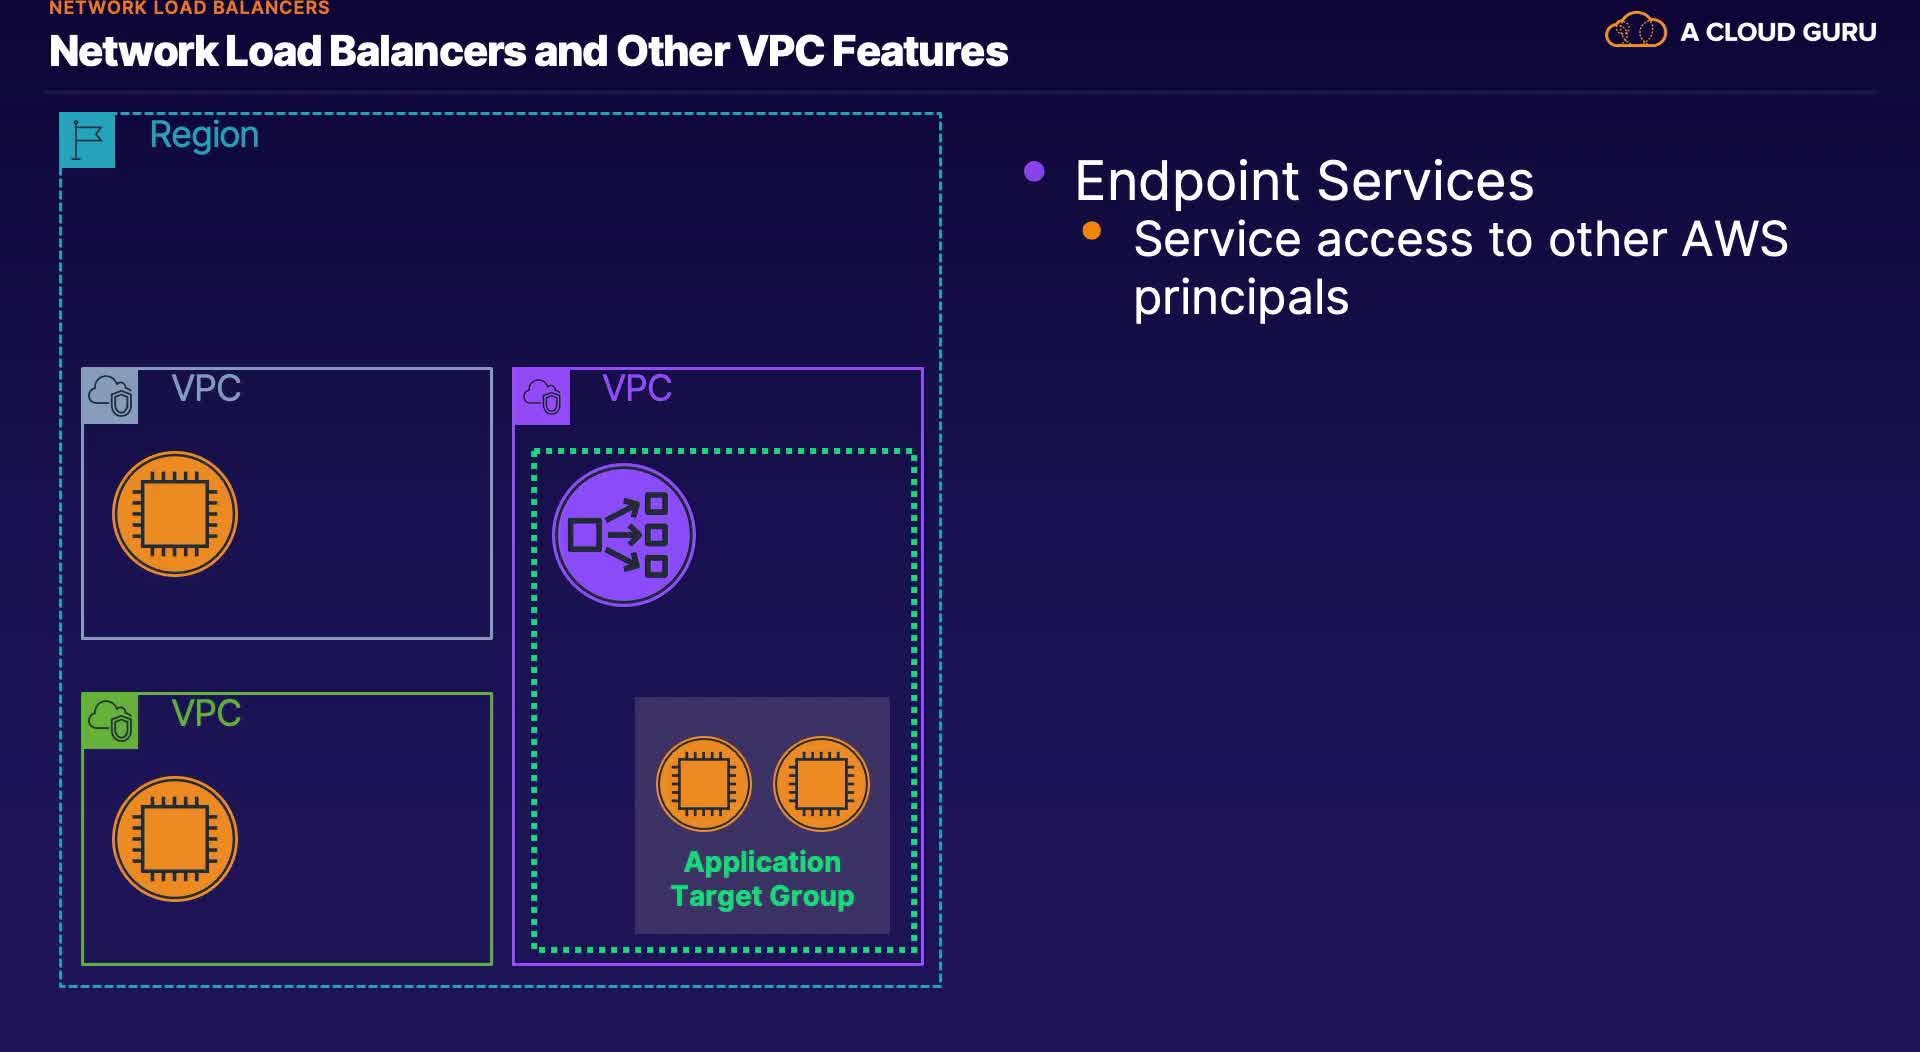 NETWORK LOAD BALANCERS
Network Load Balancers and Other VPC Features
A CLOUD GURU
Region
Endpoint Services
Service access to other AWS
principals
VPC
VPC
VPC
Application
Target Group